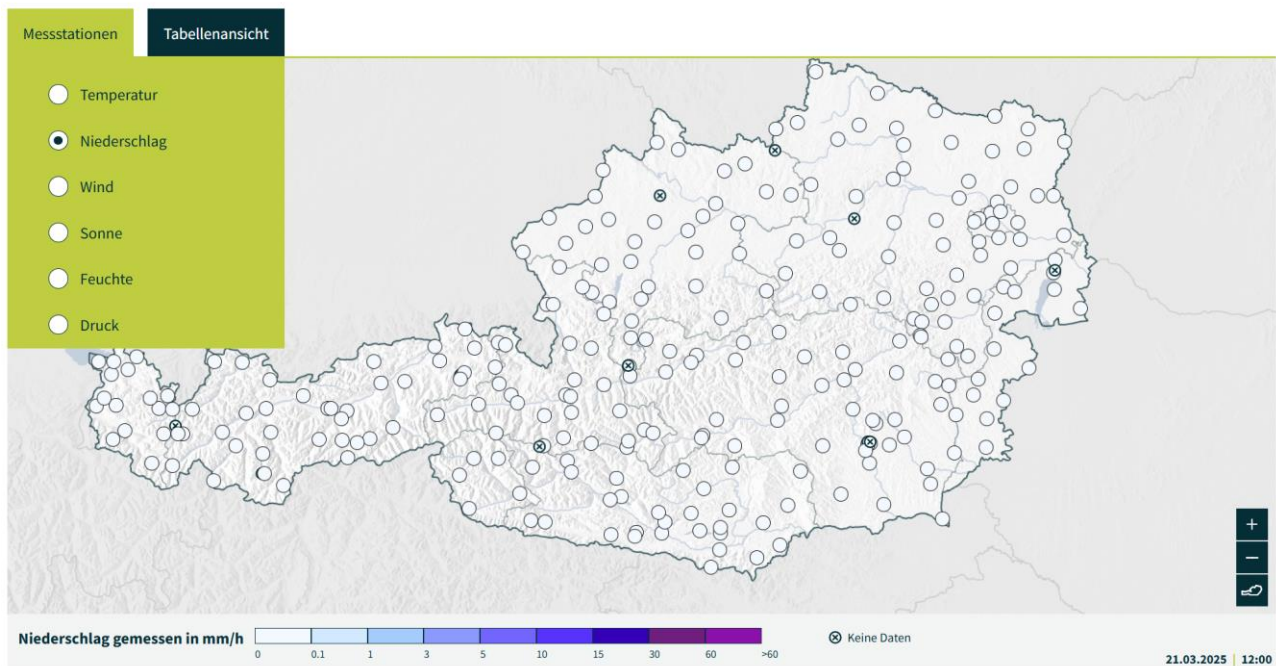 Messstationen
Tabellenansicht
Temperatur
Niederschlag
Wind
Sonne
Feuchte
Druck
+
−
Niederschlag gemessen in mm/h
0 0.1 1 3 5 10 15 30 60 >60
Keine Daten
21.03.2025 | 12:00